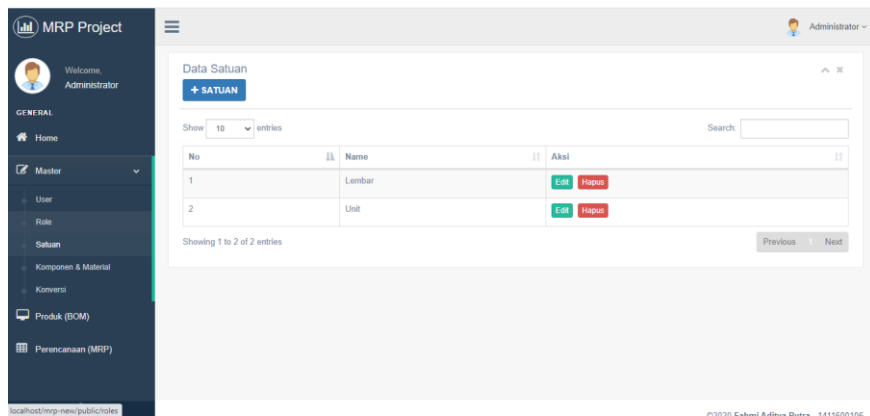 MRP Project
Administrator
Welcome,
Administrator
GENERAL
Home
Master
User
Role
Satuan
Komponen & Material
Konversi
Produk (BOM)
Perencanaan (MRP)
localhost/mrp-new/public/roles
Data Satuan
+ SATUAN
Show 10 entries
Search:
No Name Aksi
1 Lembar Edit Hapus
2 Unit Edit Hapus
Showing 1 to 2 of 2 entries
Previous 1 Next
©2020 Fahmi Aditya Putra - 1411600106